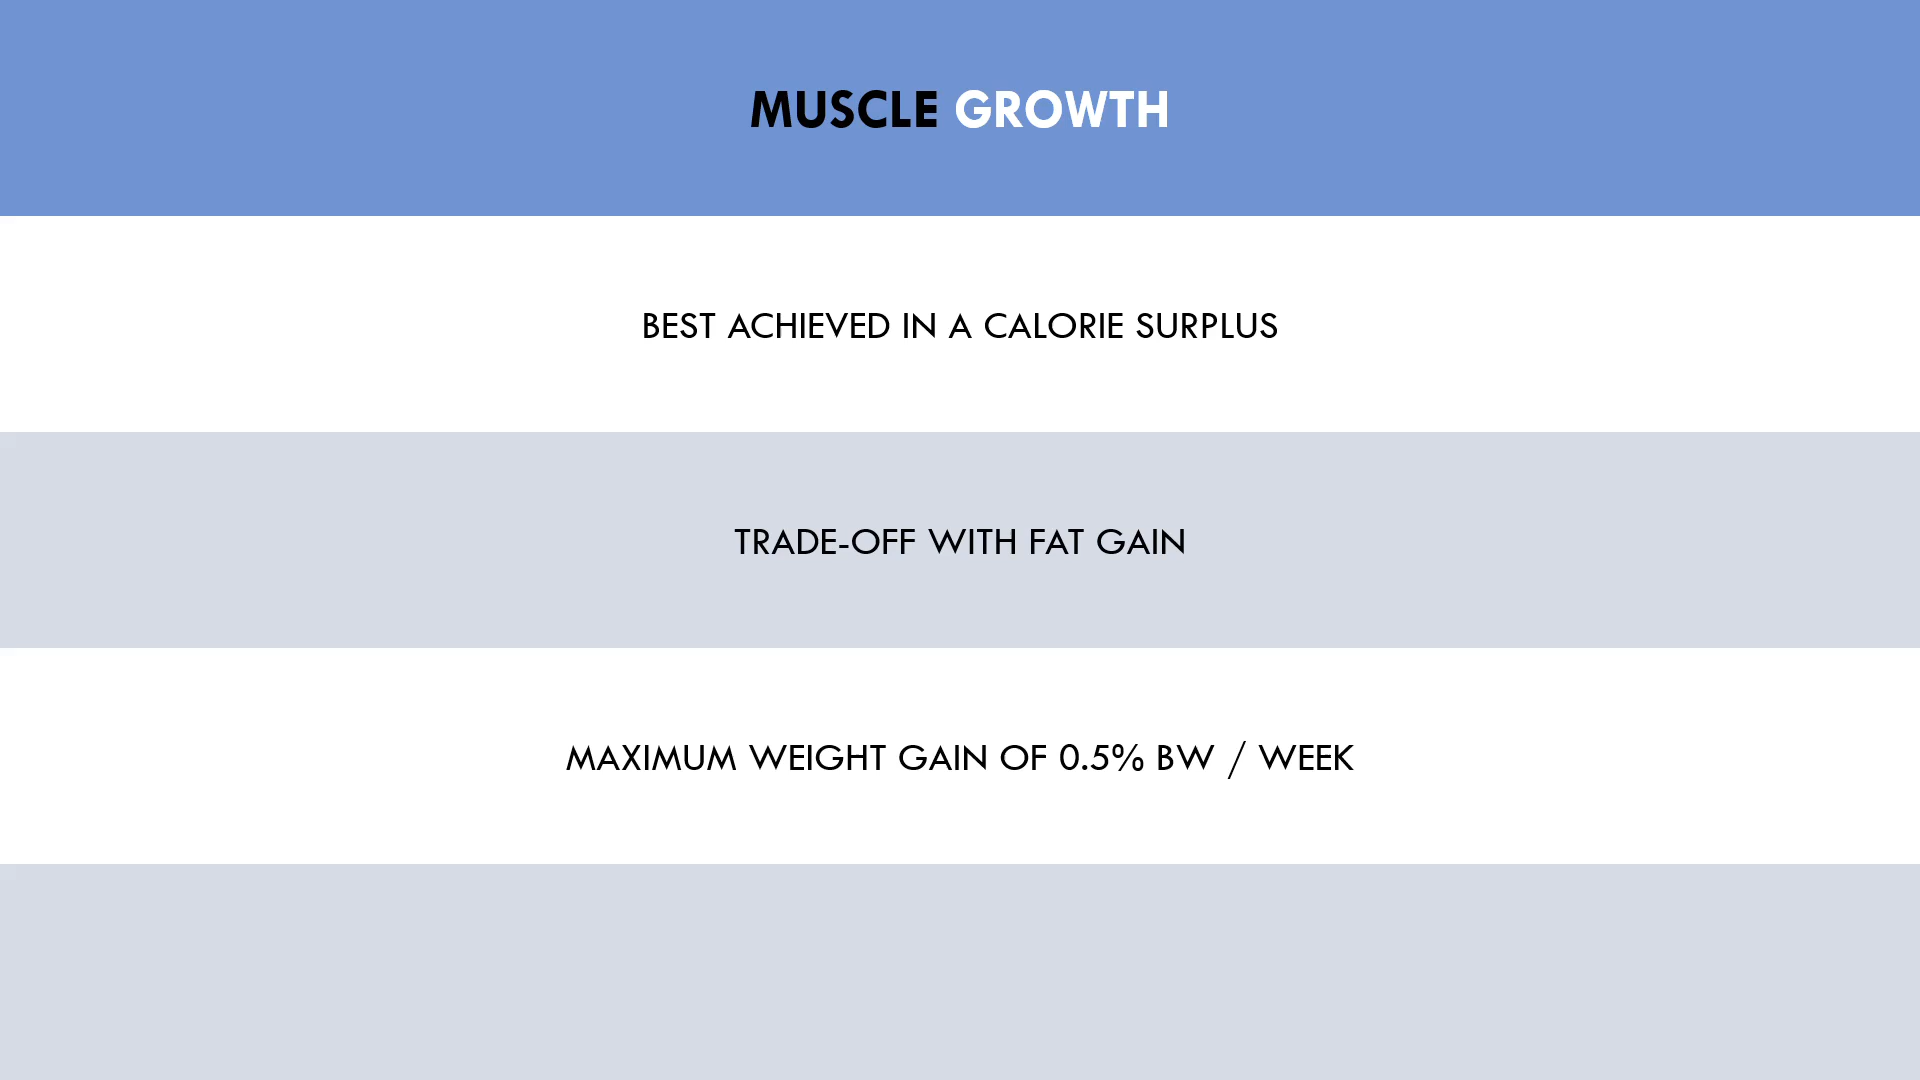 MUSCLE GROWTH
BEST ACHIEVED IN A CALORIE SURPLUS
TRADE-OFF WITH FAT GAIN
MAXIMUM WEIGHT GAIN OF 0.5% BW / WEEK